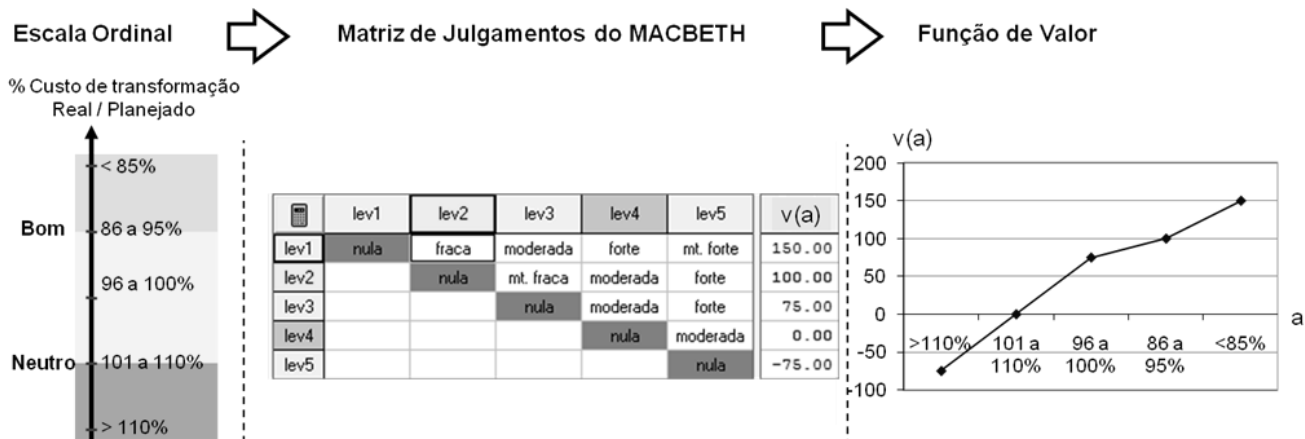 Escala Ordinal
Matriz de Julgamentos do MACBETH
Função de Valor
% Custo de transformação
Real / Planejado
< 85%
Bom
86 a 95%
96 a 100%
Neutro
101 a 110%
> 110%
lev1 lev2 lev3 lev4 lev5 v(a)
lev1 nula fraca moderada forte mt. forte 150.00
lev2 nula mt. fraca moderada forte 100.00
lev3 nula moderada forte 75.00
lev4 nula moderada 0.00
lev5 nula -75.00
v(a)
200
150
100
50
0
-50
-100
a
>110% 101 a 96 a 86 a <85%
110% 100% 95%